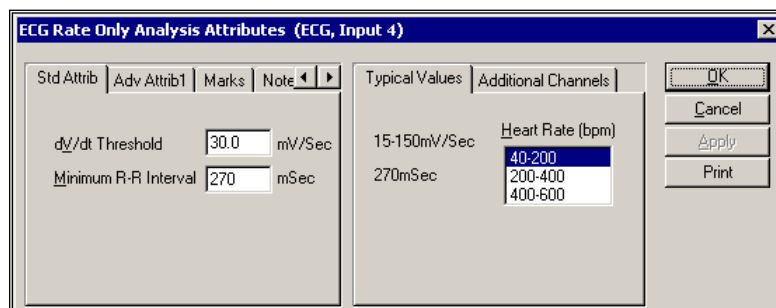 ECG Rate Only Analysis Attributes (ECG, Input 4)
Std Attrib Adv Attrib1 Marks Note
dV/dt Threshold 30.0 mV/Sec
Minimum R-R Interval 270 mSec
Typical Values Additional Channels
Heart Rate (bpm)
15-150mV/Sec
40-200
270mSec
200-400
400-600
OK
Cancel
Apply
Print